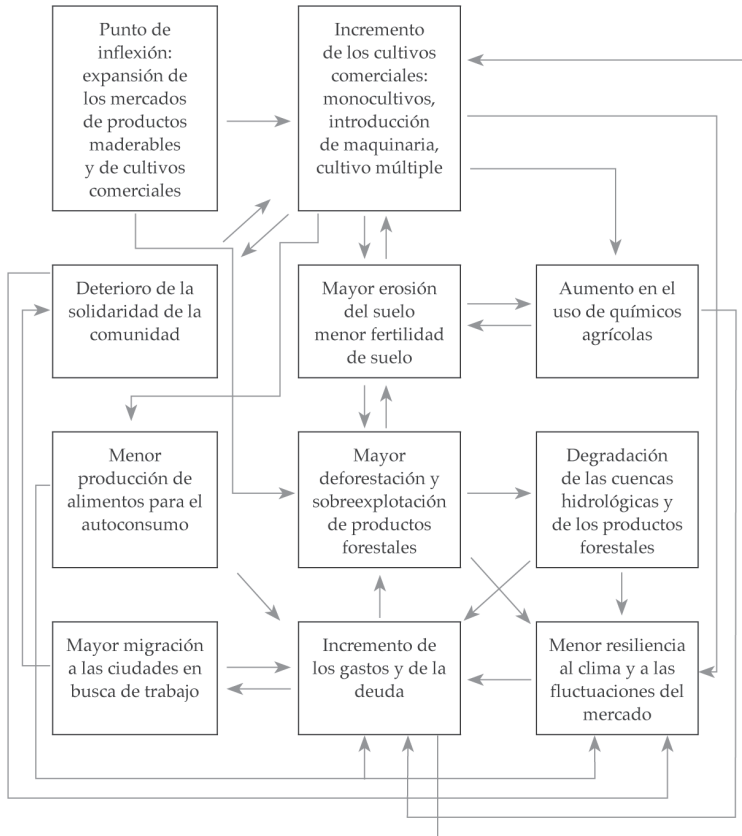 Punto de
inflexión:
expansión de
los mercados
de productos
maderables
y de cultivos
comerciales
Incremento
de los cultivos
comerciales:
monocultivos,
introducción
de maquinaria,
cultivo múltiple
Deterioro de la
solidaridad de la
comunidad
Mayor erosión
del suelo
menor fertilidad
de suelo
Aumento en el
uso de químicos
agrícolas
Menor
producción de
alimentos para el
autoconsumo
Mayor
deforestación y
sobreexplotación
de productos
forestales
Degradación
de las cuencas
hidrológicas y
de los productos
forestales
Mayor migración
a las ciudades en
busca de trabajo
Incremento de
los gastos y de la
deuda
Menor resiliencia
al clima y a las
fluctuaciones del
mercado